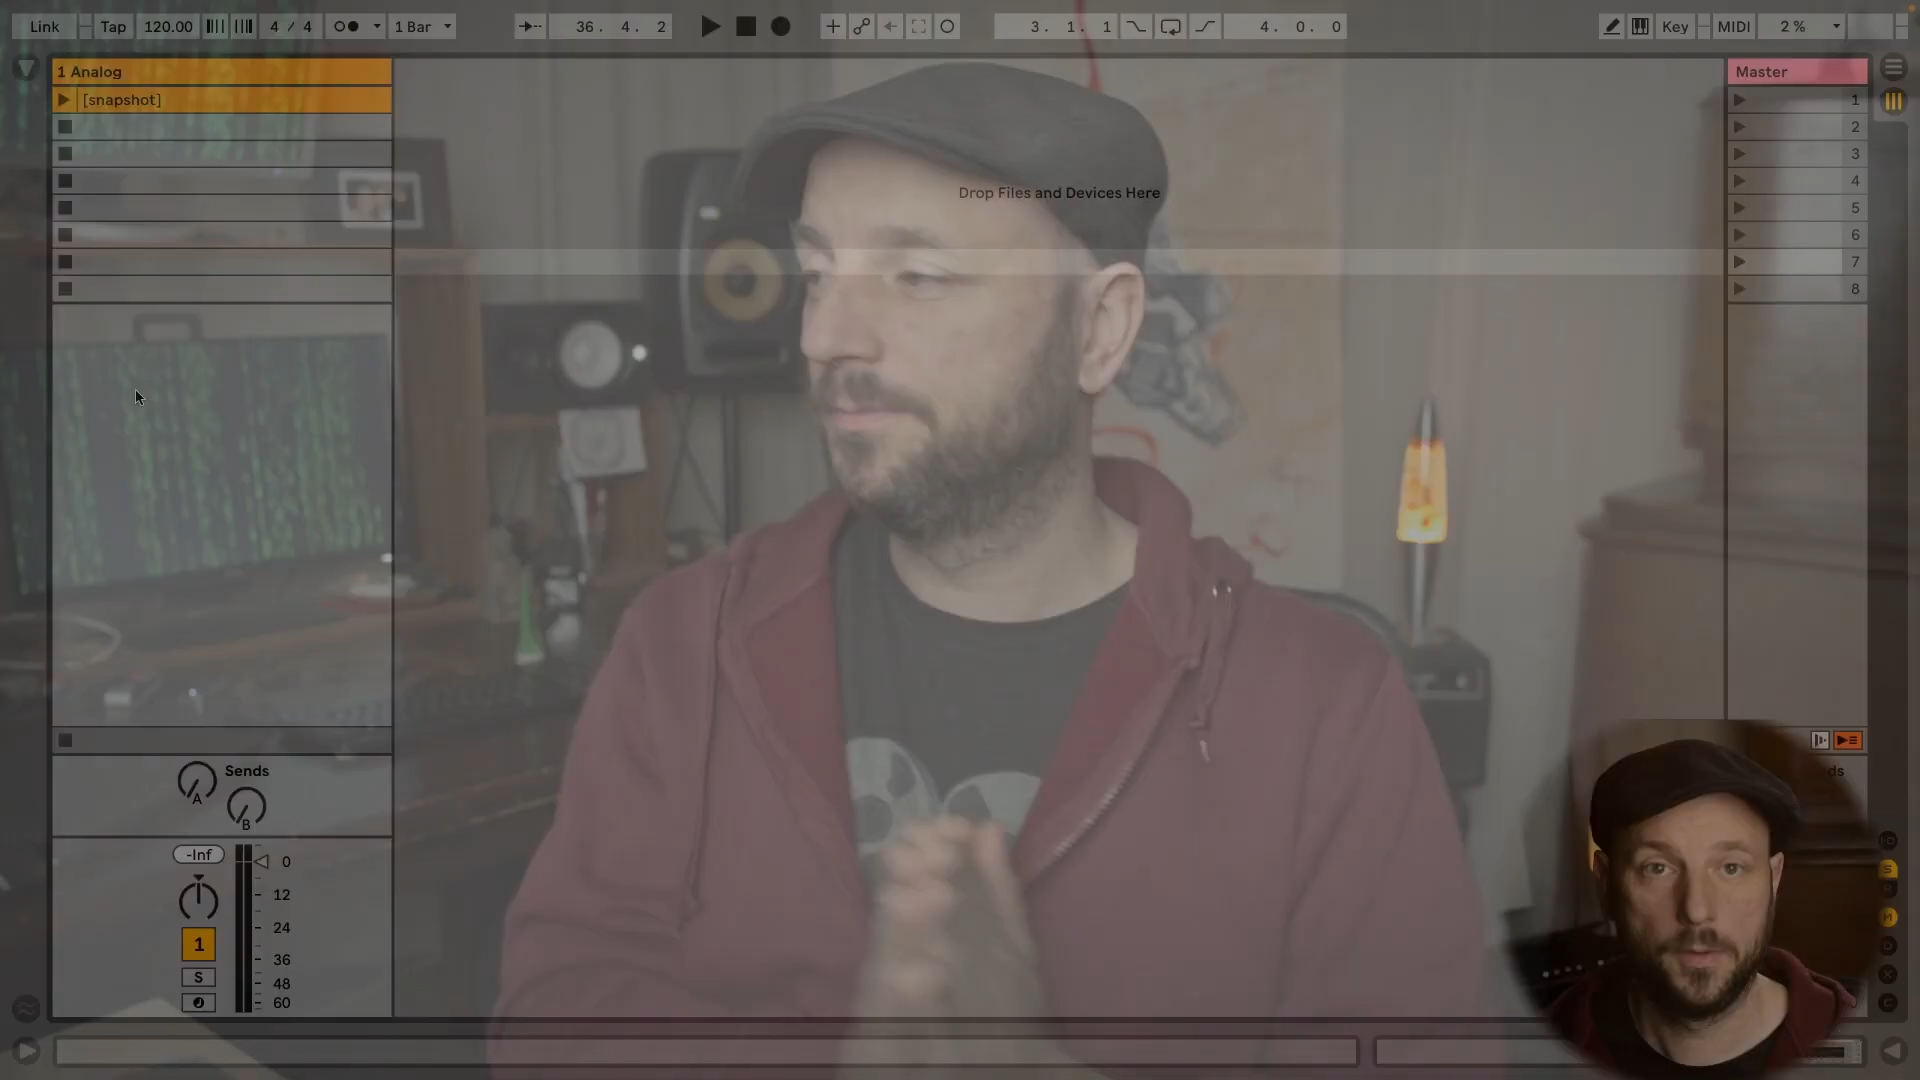 Link Tap 120.00 4 / 4 1 Bar 36. 4. 2 3. 1. 1 4. 0. 0 Key MIDI 2 %
1 Analog Master
[snapshot] 1
2
3
4
Drop Files and Devices Here
5
6
7
8
Sends
A
B
-Inf 0
12
24
1
36
S
48
60